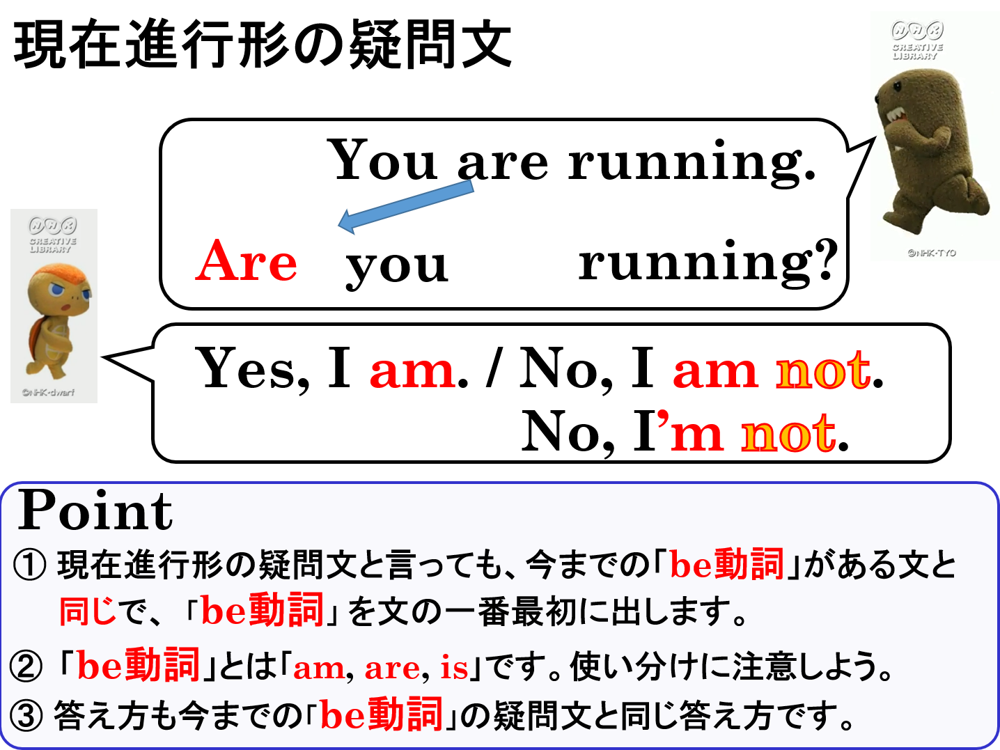 現在進行形の疑問文
NHK
CREATIVE
LIBRARY
You are running.
Are you running?
©NHK・TYO
NHK
CREATIVE
LIBRARY
©NHK・dwarf
Yes, I am. / No, I am not.
No, I’m not.
Point
① 現在進行形の疑問文と言っても、今までの「be動詞」がある文と
同じで、「be動詞」を文の一番最初に出します。
② 「be動詞」とは「am, are, is」です。使い分けに注意しよう。
③ 答え方も今までの「be動詞」の疑問文と同じ答え方です。